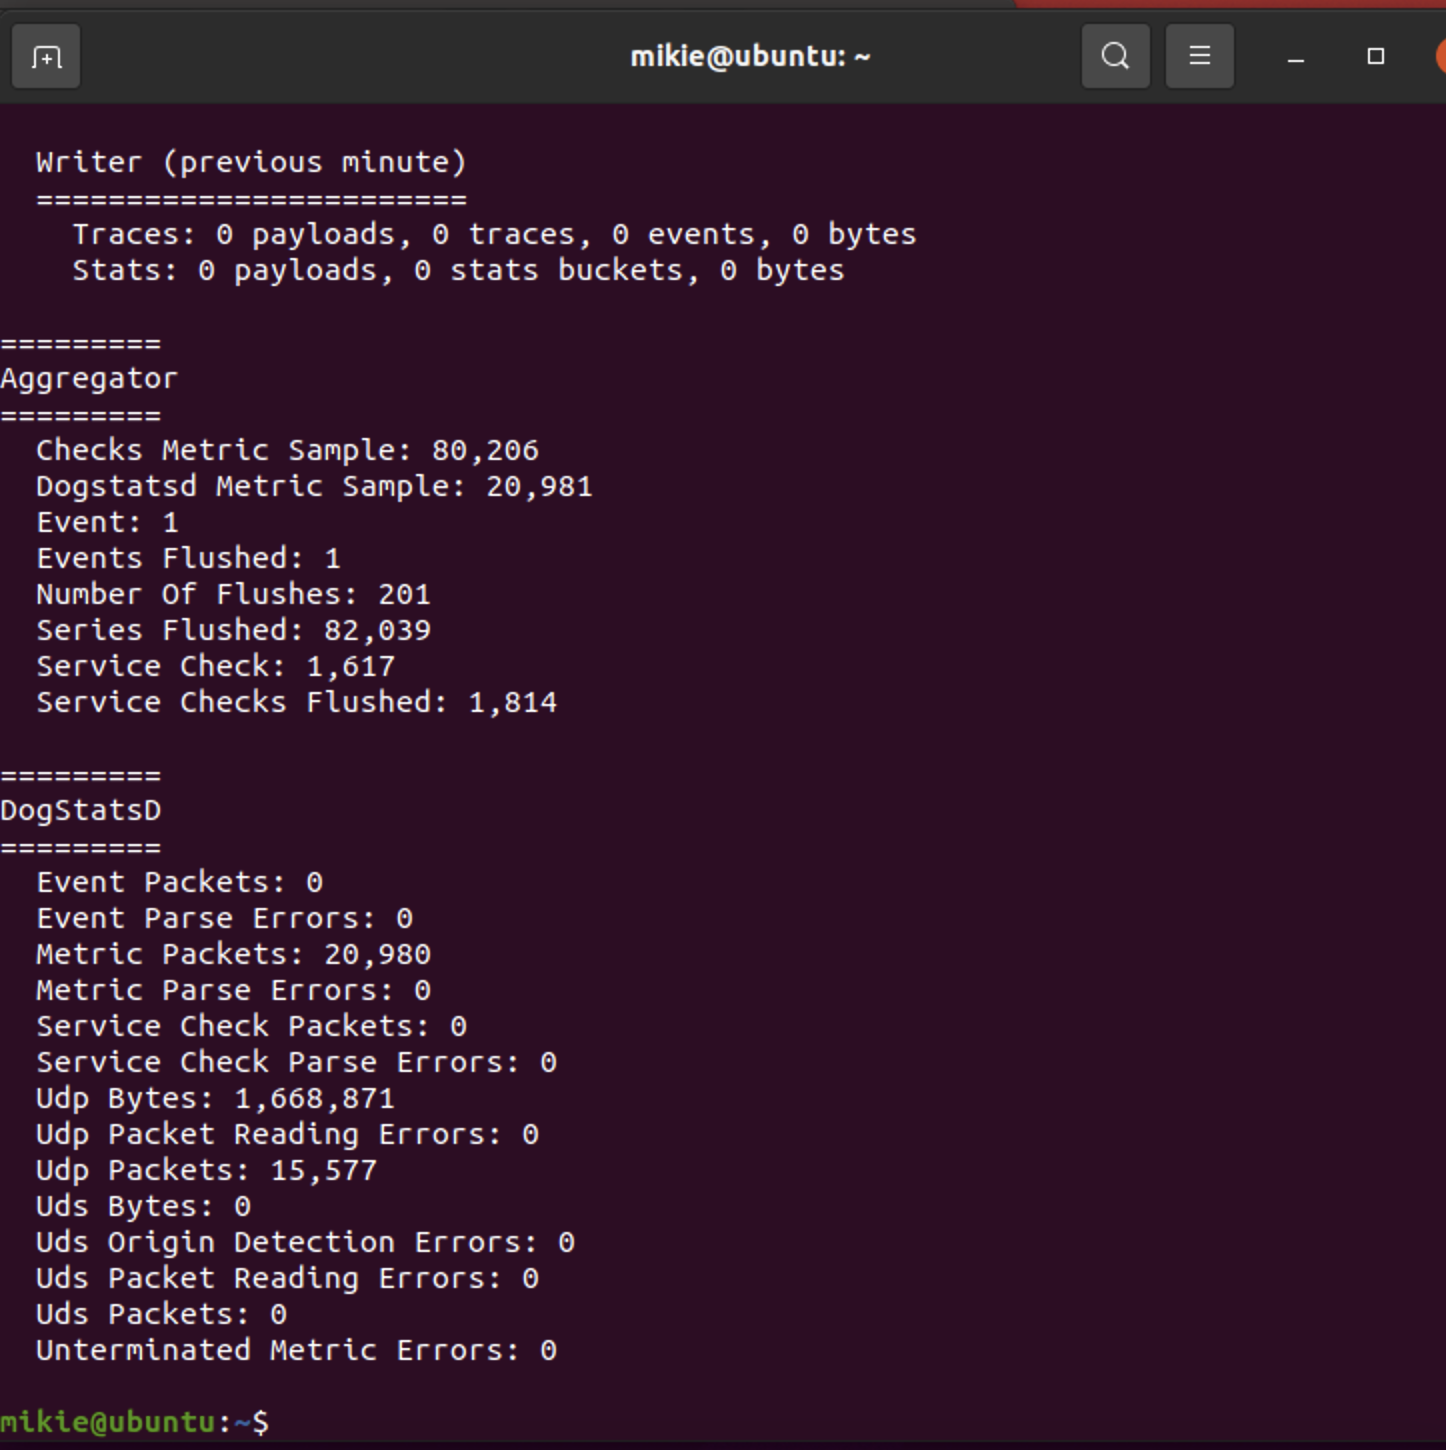 mikie@ubuntu: ~
Writer (previous minute)
========================
Traces: 0 payloads, 0 traces, 0 events, 0 bytes
Stats: 0 payloads, 0 stats buckets, 0 bytes
=========
Aggregator
=========
Checks Metric Sample: 80,206
Dogstatsd Metric Sample: 20,981
Event: 1
Events Flushed: 1
Number Of Flushes: 201
Series Flushed: 82,039
Service Check: 1,617
Service Checks Flushed: 1,814
=========
DogStatsD
=========
Event Packets: 0
Event Parse Errors: 0
Metric Packets: 20,980
Metric Parse Errors: 0
Service Check Packets: 0
Service Check Parse Errors: 0
Udp Bytes: 1,668,871
Udp Packet Reading Errors: 0
Udp Packets: 15,577
Uds Bytes: 0
Uds Origin Detection Errors: 0
Uds Packet Reading Errors: 0
Uds Packets: 0
Unterminated Metric Errors: 0
mikie@ubuntu:~$